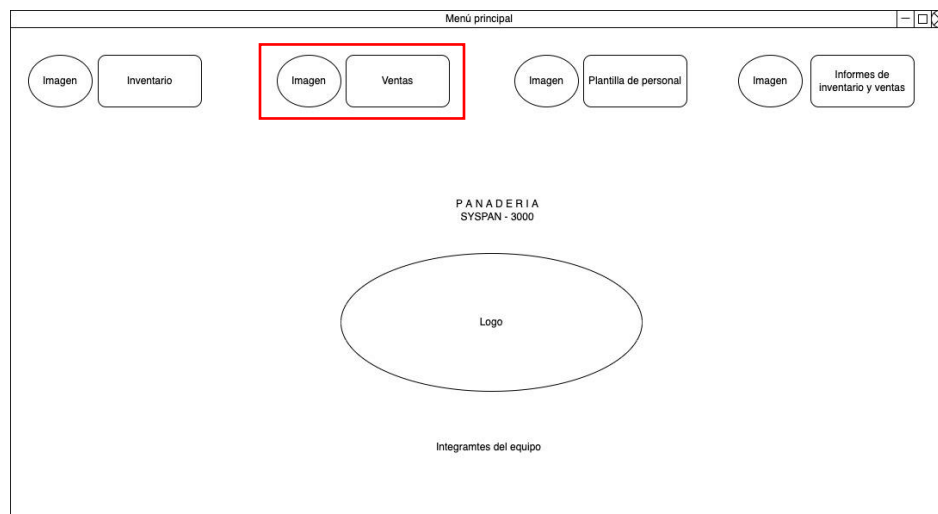 Menú principal
Imagen
Inventario
Imagen
Ventas
Imagen
Plantilla de personal
Imagen
Informes de
inventario y ventas
P A N A D E R I A
SYSPAN - 3000
Logo
Integramtes del equipo